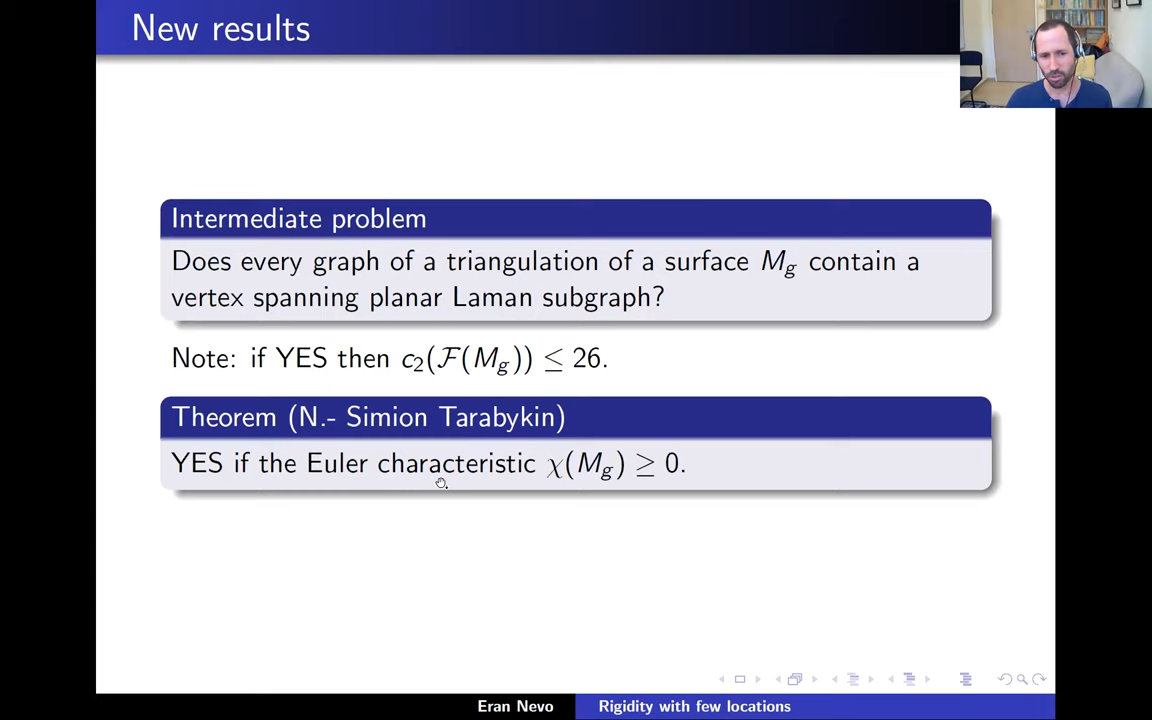 New results
Intermediate problem
Does every graph of a triangulation of a surface M_g contain a
vertex spanning planar Laman subgraph?
Note: if YES then c₂(𝓕(M_g)) ≤ 26.
Theorem (N.- Simion Tarabykin)
YES if the Euler characteristic χ(M_g) ≥ 0.
Eran Nevo Rigidity with few locations